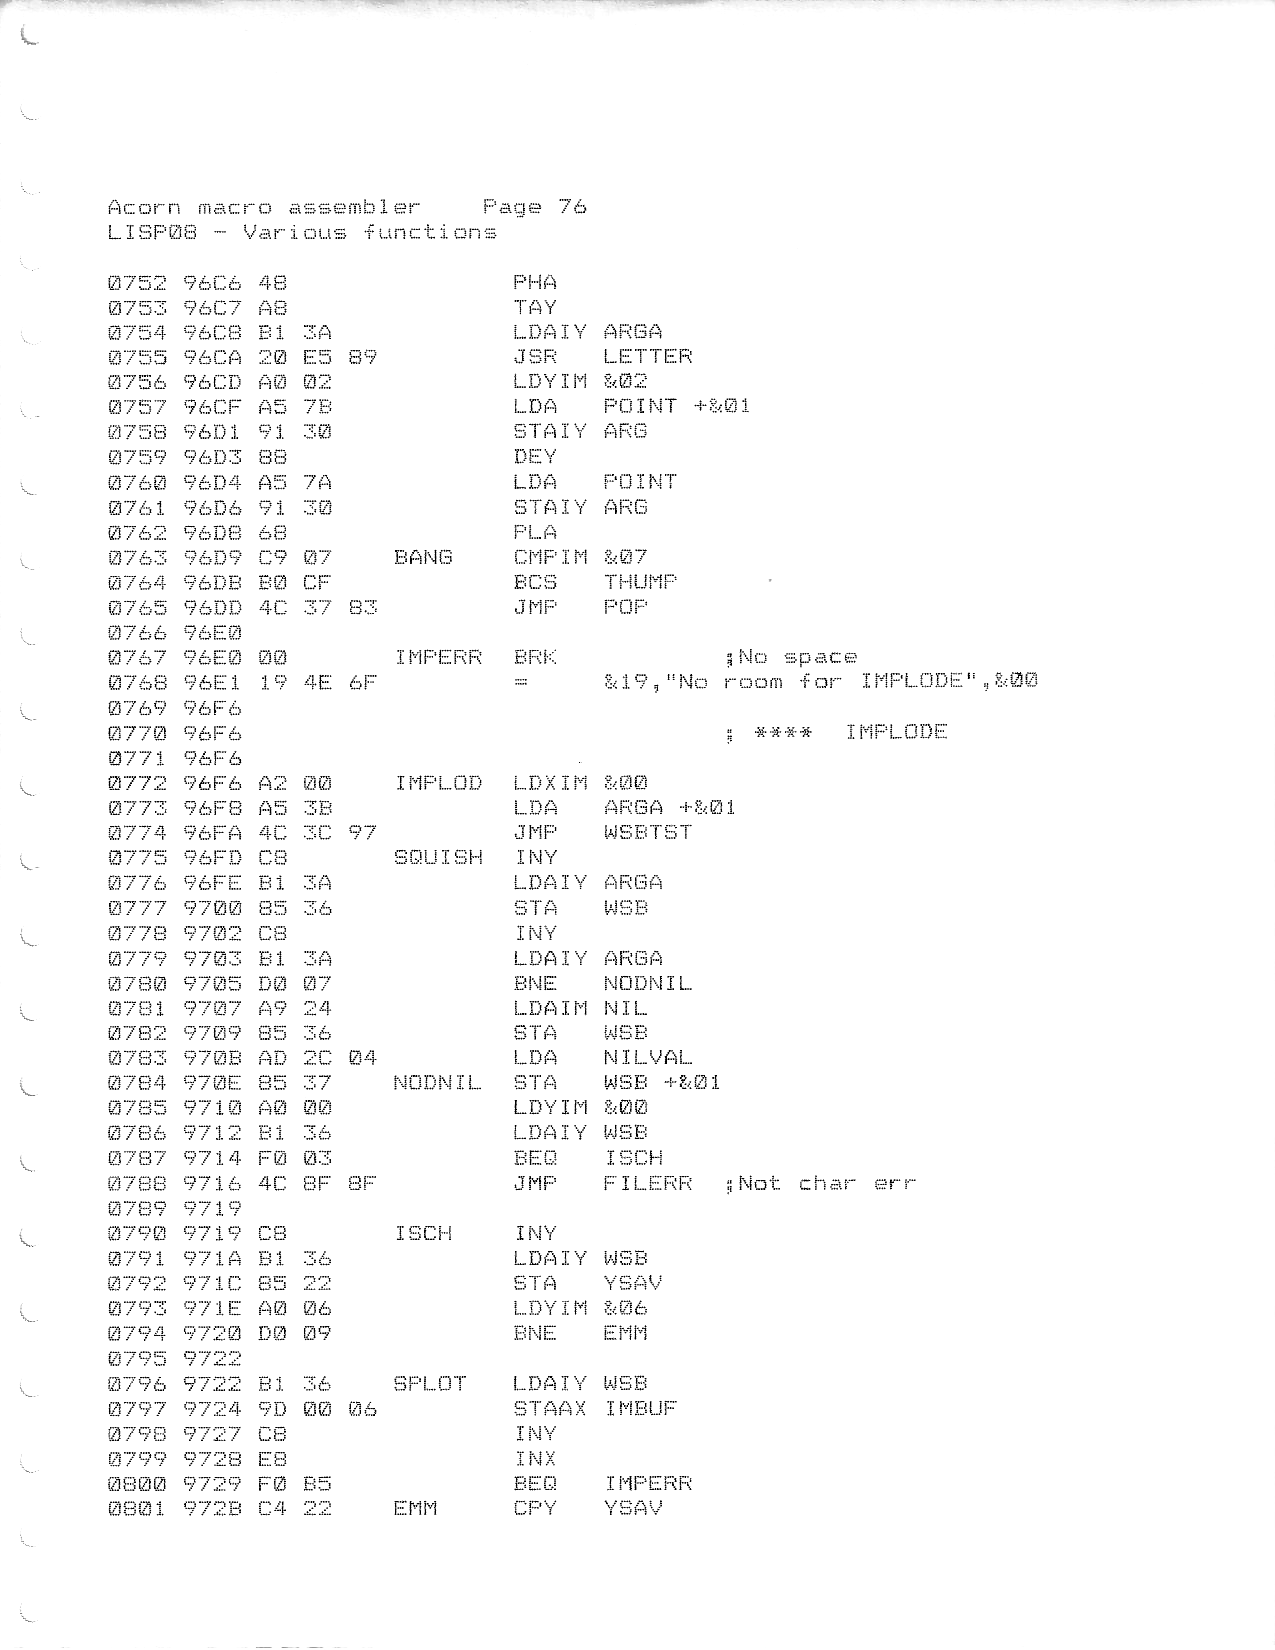 Acorn macro assembler    Page 76
LISP08 - Various functions
0752 96C6 48                  PHA
0753 96C7 A8                  TAY
0754 96C8 B1 3A               LDAIY ARGA
0755 96CA 20 E5 89            JSR   LETTER
0756 96CD A0 02               LDYIM &02
0757 96CF A5 7B               LDA   POINT +&01
0758 96D1 91 30               STAIY ARG
0759 96D3 88                  DEY
0760 96D4 A5 7A               LDA   POINT
0761 96D6 91 30               STAIY ARG
0762 96D8 68                  PLA
0763 96D9 C9 07       BANG    CMPIM &07
0764 96DB B0 CF               BCS   THUMP
0765 96DD 4C 37 83            JMP   POP
0766 96E0
0767 96E0 00          IMPERR  BRK           ;No space
0768 96E1 19 4E 6F            =     &19,"No room for IMPLODE",&00
0769 96F6
0770 96F6                                   ; ****  IMPLODE
0771 96F6
0772 96F6 A2 00       IMPLOD  LDXIM &00
0773 96F8 A5 3B               LDA   ARGA +&01
0774 96FA 4C 3C 97            JMP   WSBTST
0775 96FD C8          SQUISH  INY
0776 96FE B1 3A               LDAIY ARGA
0777 9700 85 36               STA   WSB
0778 9702 C8                  INY
0779 9703 B1 3A               LDAIY ARGA
0780 9705 D0 07               BNE   NODNIL
0781 9707 A9 24               LDAIM NIL
0782 9709 85 36               STA   WSB
0783 970B AD 2C 04            LDA   NILVAL
0784 970E 85 37       NODNIL  STA   WSB +&01
0785 9710 A0 00               LDYIM &00
0786 9712 B1 36               LDAIY WSB
0787 9714 F0 03               BEQ   ISCH
0788 9716 4C 8F 8F            JMP   FILERR  ;Not char err
0789 9719
0790 9719 C8          ISCH    INY
0791 971A B1 36               LDAIY WSB
0792 971C 85 22               STA   YSAV
0793 971E A0 06               LDYIM &06
0794 9720 D0 09               BNE   EMM
0795 9722
0796 9722 B1 36       SPLOT   LDAIY WSB
0797 9724 9D 00 06            STAAX IMBUF
0798 9727 C8                  INY
0799 9728 E8                  INX
0800 9729 F0 B5               BEQ   IMPERR
0801 972B C4 22       EMM     CPY   YSAV